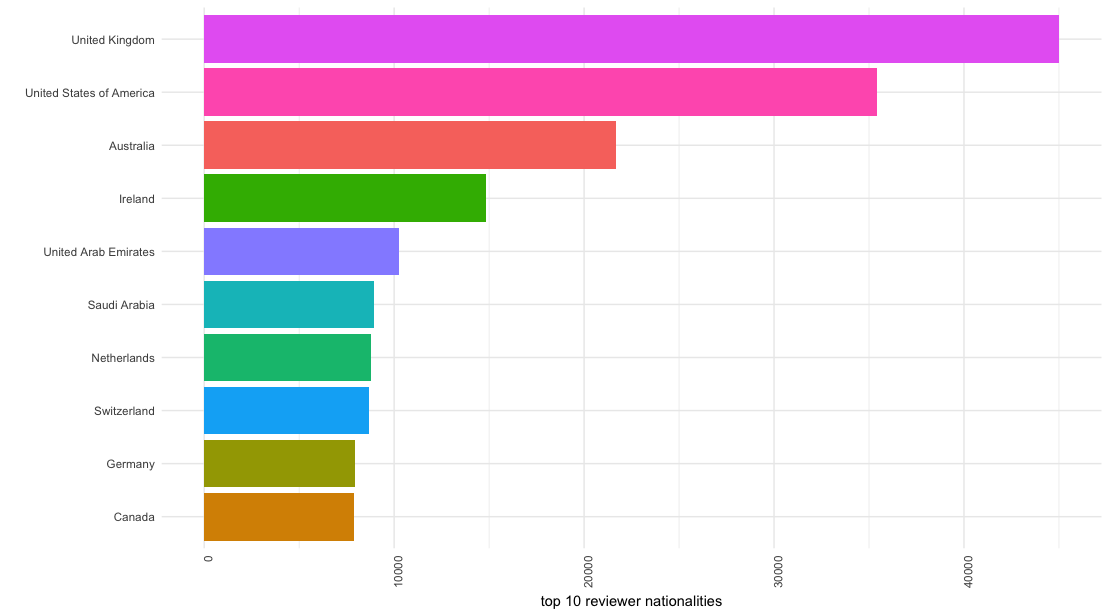 United Kingdom
United States of America
Australia
Ireland
United Arab Emirates
Saudi Arabia
Netherlands
Switzerland
Germany
Canada
0
10000
20000
30000
40000
top 10 reviewer nationalities